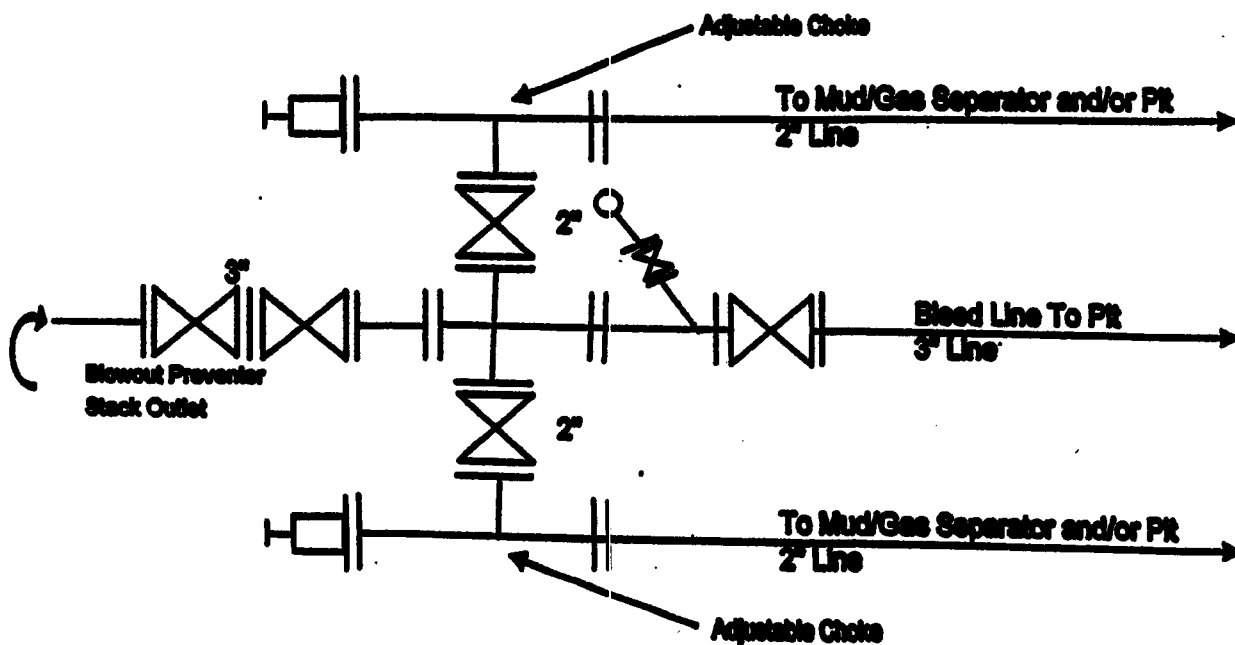 Adjustable Choke
To Mud/Gas Separator and/or Pit
2" Line
2"
3"
Bleed Line To Pit
3" Line
Blowout Preventer
Stack Outlet
2"
To Mud/Gas Separator and/or Pit
2" Line
Adjustable Choke